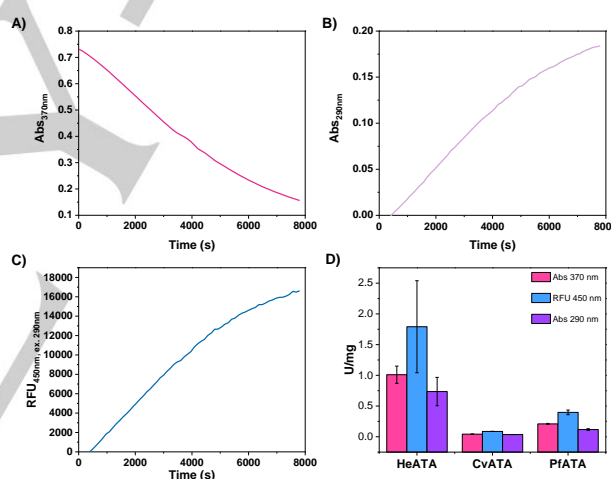 A)
0.8
0.7
0.6
0.5
0.4
0.3
0.2
0.1
Abs370nm
0
2000
4000
6000
8000
Time (s)
B)
0.20
0.15
0.10
0.05
0.00
Abs290nm
0
2000
4000
6000
8000
Time (s)
C)
18000
16000
14000
12000
10000
8000
6000
4000
2000
0
RFU450nm, ex. 290nm
0
2000
4000
6000
8000
Time (s)
D)
2.5
2.0
1.5
1.0
0.5
0.0
U/mg
Abs 370 nm
RFU 450 nm
Abs 290 nm
HeATA
CvATA
PfATA